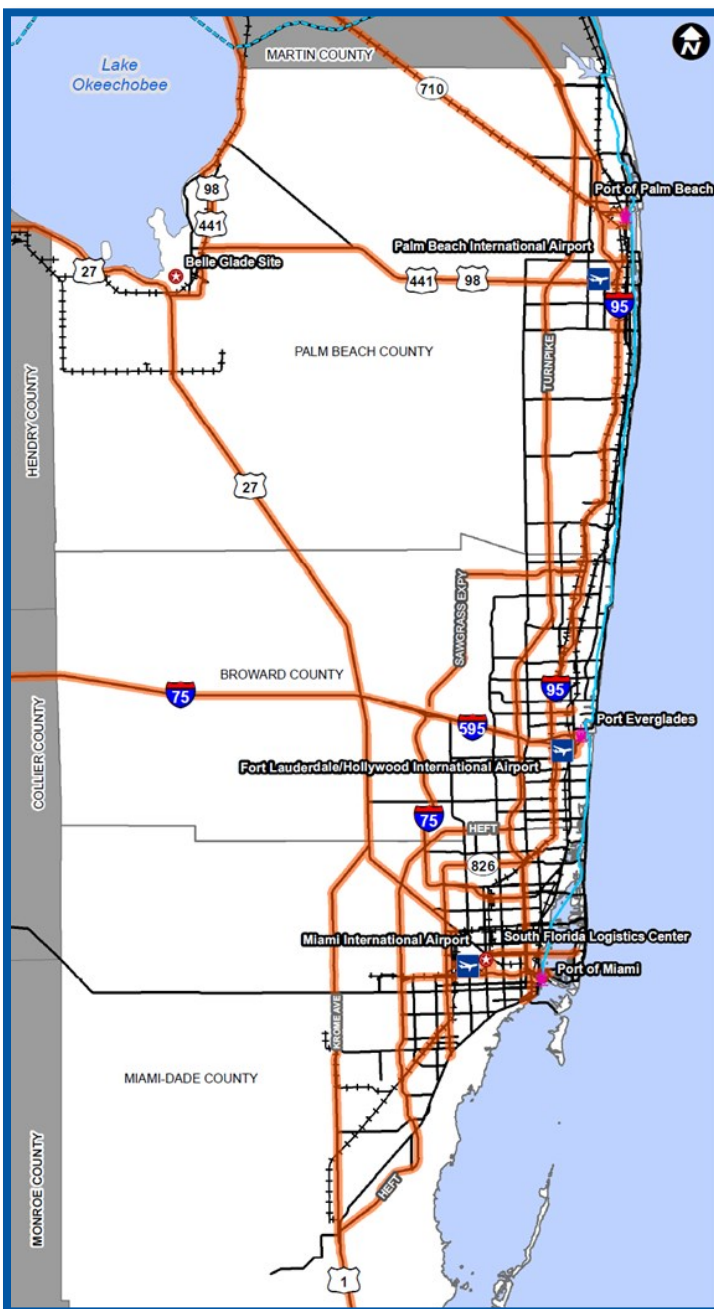 N
MARTIN COUNTY
Lake
Okeechobee
710
98
441
Port of Palm Beach
Palm Beach International Airport
27
Belle Glade Site
441
98
95
PALM BEACH COUNTY
TURNPIKE
HENDRY COUNTY
27
SAWGRASS EXPY
BROWARD COUNTY
75
95
595
Port Everglades
COLLIER COUNTY
Fort Lauderdale/Hollywood International Airport
75
HEFT
826
Miami International Airport
South Florida Logistics Center
Port of Miami
KROME AVE
MIAMI-DADE COUNTY
MONROE COUNTY
HEFT
1